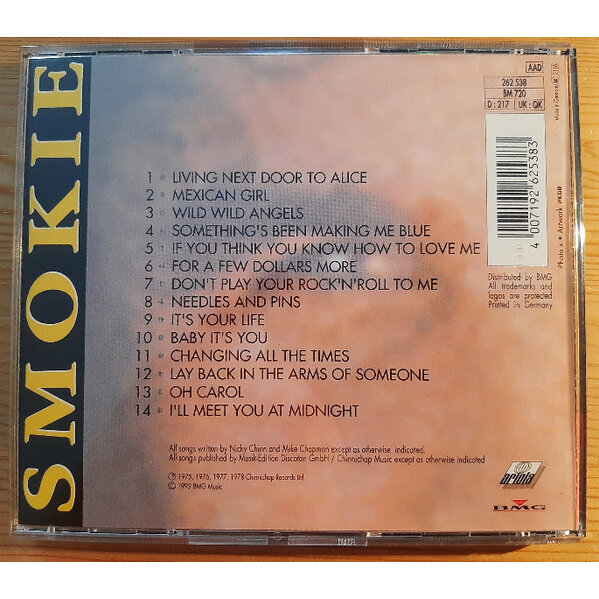 SMOKIE
1 LIVING NEXT DOOR TO ALICE
2 MEXICAN GIRL
3 WILD WILD ANGELS
4 SOMETHING'S BEEN MAKING ME BLUE
5 IF YOU THINK YOU KNOW HOW TO LOVE ME
6 FOR A FEW DOLLARS MORE
7 DON'T PLAY YOUR ROCK'N'ROLL TO ME
8 NEEDLES AND PINS
9 IT'S YOUR LIFE
10 BABY IT'S YOU
11 CHANGING ALL THE TIMES
12 LAY BACK IN THE ARMS OF SOMEONE
13 OH CAROL
14 I'LL MEET YOU AT MIDNIGHT
All songs written by Nicky Chinn and Mike Chapman except as otherwise indicated.
All songs published by Musik-Edition Discoton GmbH / Chinnichap Music except as otherwise indicated
℗ 1975, 1976, 1977, 1978 Chinnichap Records Ltd.
© 1992 BMG Music
AAD
262 538
BM 720
D: 217 UK: QK
4 007192 625383
Distributed by BMG
All trademarks and
logos are protected
Printed in Germany
Made in Germany
Artwork
ariola
BMG